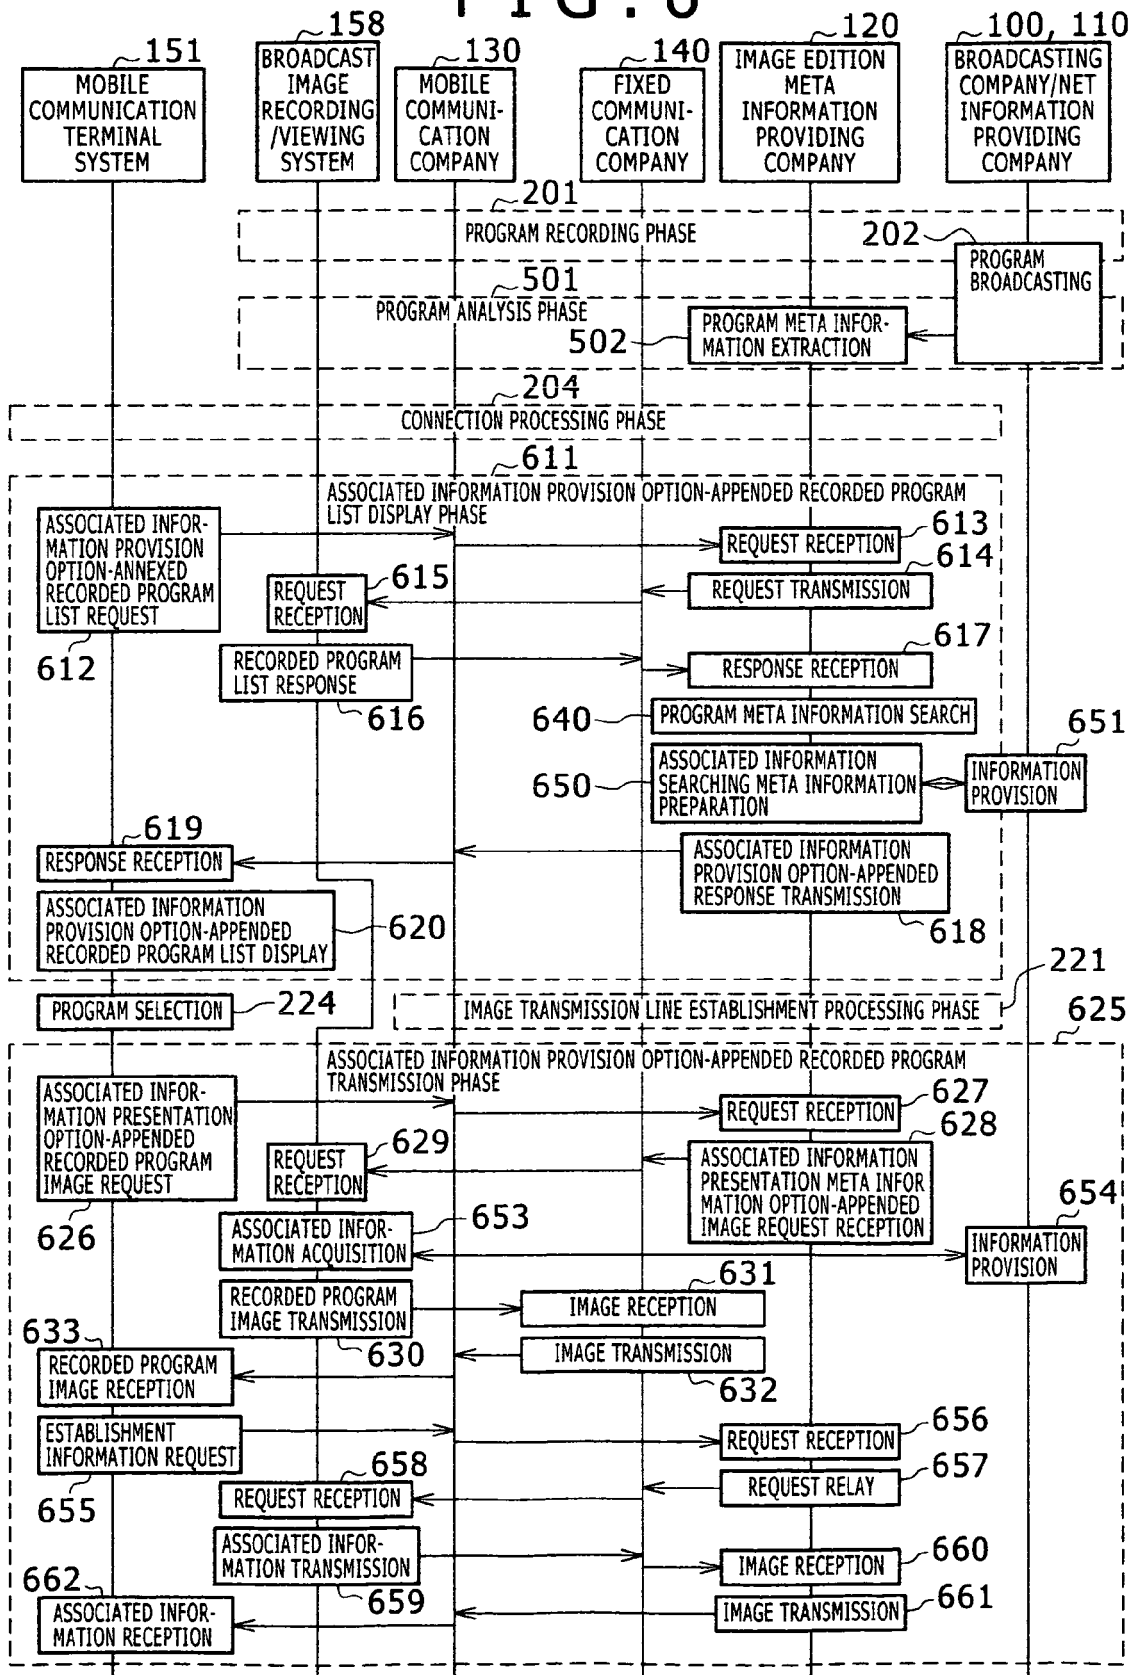 FIG. 6
151
MOBILE
COMMUNICATION
TERMINAL
SYSTEM
158
BROADCAST
IMAGE
RECORDING
/VIEWING
SYSTEM
130
MOBILE
COMMUNI-
CATION
COMPANY
140
FIXED
COMMUNI-
CATION
COMPANY
120
IMAGE EDITION
META
INFORMATION
PROVIDING
COMPANY
100, 110
BROADCASTING
COMPANY/NET
INFORMATION
PROVIDING
COMPANY
201
PROGRAM RECORDING PHASE
202
PROGRAM
BROADCASTING
501
PROGRAM ANALYSIS PHASE
502
PROGRAM META INFOR-
MATION EXTRACTION
204
CONNECTION PROCESSING PHASE
611
ASSOCIATED INFORMATION PROVISION OPTION-APPENDED RECORDED PROGRAM
LIST DISPLAY PHASE
ASSOCIATED INFOR-
MATION PROVISION
OPTION-ANNEXED
RECORDED PROGRAM
LIST REQUEST
612
613
REQUEST RECEPTION
614
REQUEST TRANSMISSION
615
REQUEST
RECEPTION
RECORDED PROGRAM
LIST RESPONSE
616
617
RESPONSE RECEPTION
640
PROGRAM META INFORMATION SEARCH
650
ASSOCIATED INFORMATION
SEARCHING META INFORMATION
PREPARATION
651
INFORMATION
PROVISION
619
RESPONSE RECEPTION
ASSOCIATED INFORMATION
PROVISION OPTION-APPENDED
RESPONSE TRANSMISSION
618
ASSOCIATED INFORMATION
PROVISION OPTION-APPENDED
RECORDED PROGRAM LIST DISPLAY
620
PROGRAM SELECTION
224
221
IMAGE TRANSMISSION LINE ESTABLISHMENT PROCESSING PHASE
625
ASSOCIATED INFORMATION PROVISION OPTION-APPENDED RECORDED PROGRAM
TRANSMISSION PHASE
ASSOCIATED INFOR-
MATION PRESENTATION
OPTION-APPENDED
RECORDED PROGRAM
IMAGE REQUEST
626
627
REQUEST RECEPTION
628
ASSOCIATED INFORMATION
PRESENTATION META INFOR
MATION OPTION-APPENDED
IMAGE REQUEST RECEPTION
629
REQUEST
RECEPTION
653
ASSOCIATED INFOR-
MATION ACQUISITION
654
INFORMATION
PROVISION
RECORDED PROGRAM
IMAGE TRANSMISSION
630
631
IMAGE RECEPTION
IMAGE TRANSMISSION
632
633
RECORDED PROGRAM
IMAGE RECEPTION
ESTABLISHMENT
INFORMATION REQUEST
655
656
REQUEST RECEPTION
657
REQUEST RELAY
658
REQUEST RECEPTION
ASSOCIATED INFOR-
MATION TRANSMISSION
659
660
IMAGE RECEPTION
661
IMAGE TRANSMISSION
662
ASSOCIATED INFOR-
MATION RECEPTION